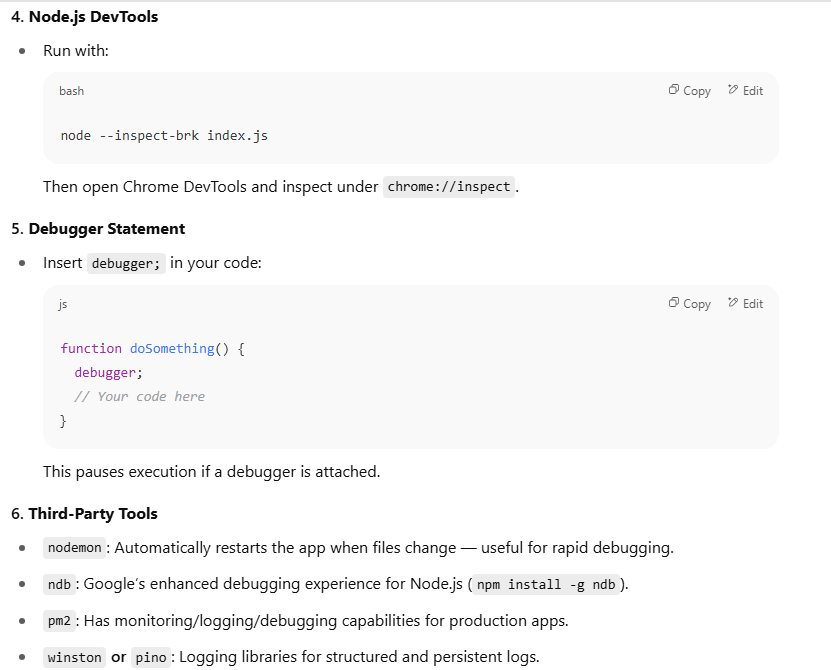 4. Node.js DevTools
• Run with:
bash
Copy Edit
node --inspect-brk index.js
Then open Chrome DevTools and inspect under chrome://inspect.
5. Debugger Statement
• Insert debugger; in your code:
js
Copy Edit
function doSomething() {
  debugger;
  // Your code here
}
This pauses execution if a debugger is attached.
6. Third-Party Tools
• nodemon: Automatically restarts the app when files change — useful for rapid debugging.
• ndb: Google’s enhanced debugging experience for Node.js (npm install -g ndb).
• pm2: Has monitoring/logging/debugging capabilities for production apps.
• winston or pino: Logging libraries for structured and persistent logs.